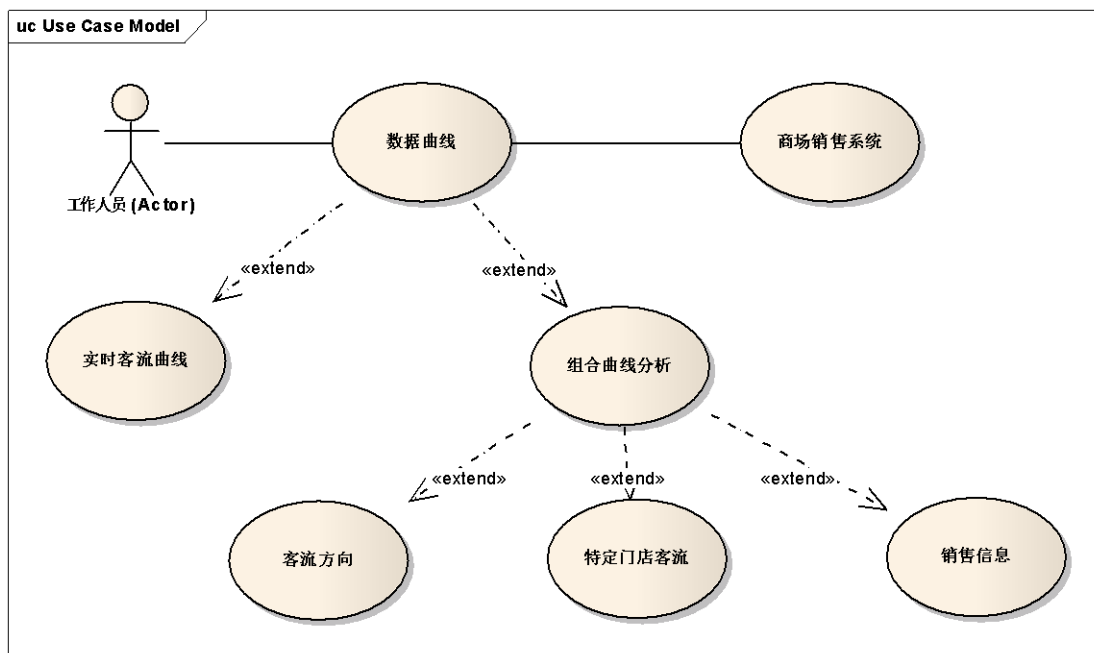 uc Use Case Model
数据曲线
商场销售系统
工作人员(Actor)
«extend»
«extend»
实时客流曲线
组合曲线分析
«extend»
«extend»
«extend»
客流方向
特定门店客流
销售信息